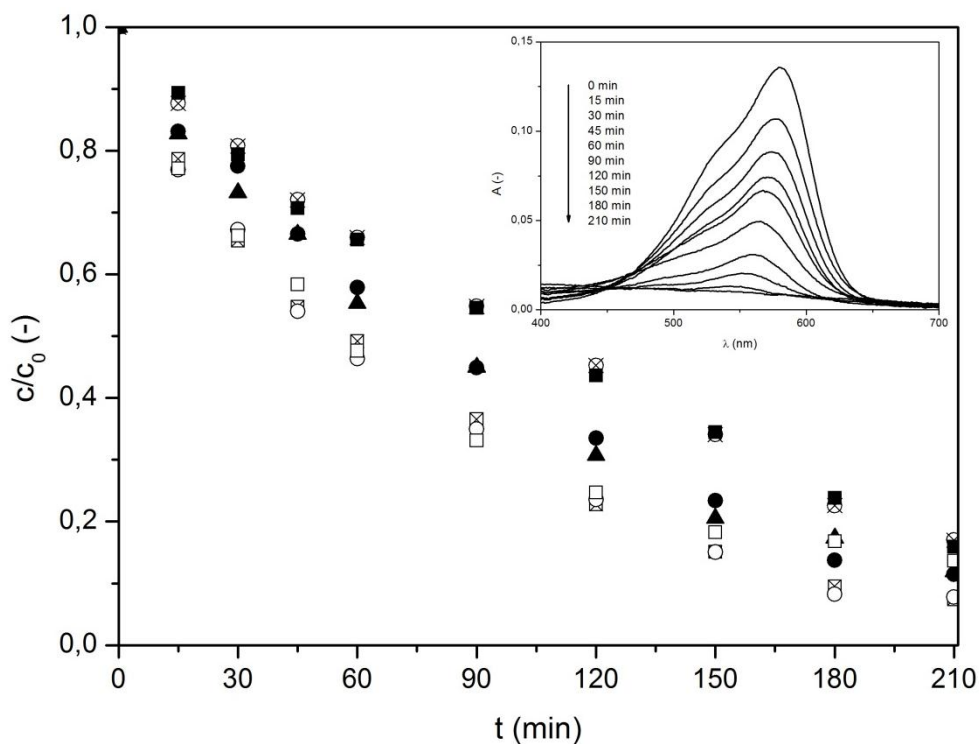 1,0
0,8
0,6
0,4
0,2
0,0
c/c0 (-)
0 30 60 90 120 150 180 210
t (min)
0,15
0,10
0,05
0,00
A (-)
0 min
15 min
30 min
45 min
60 min
90 min
120 min
150 min
180 min
210 min
400 500 600 700
λ (nm)